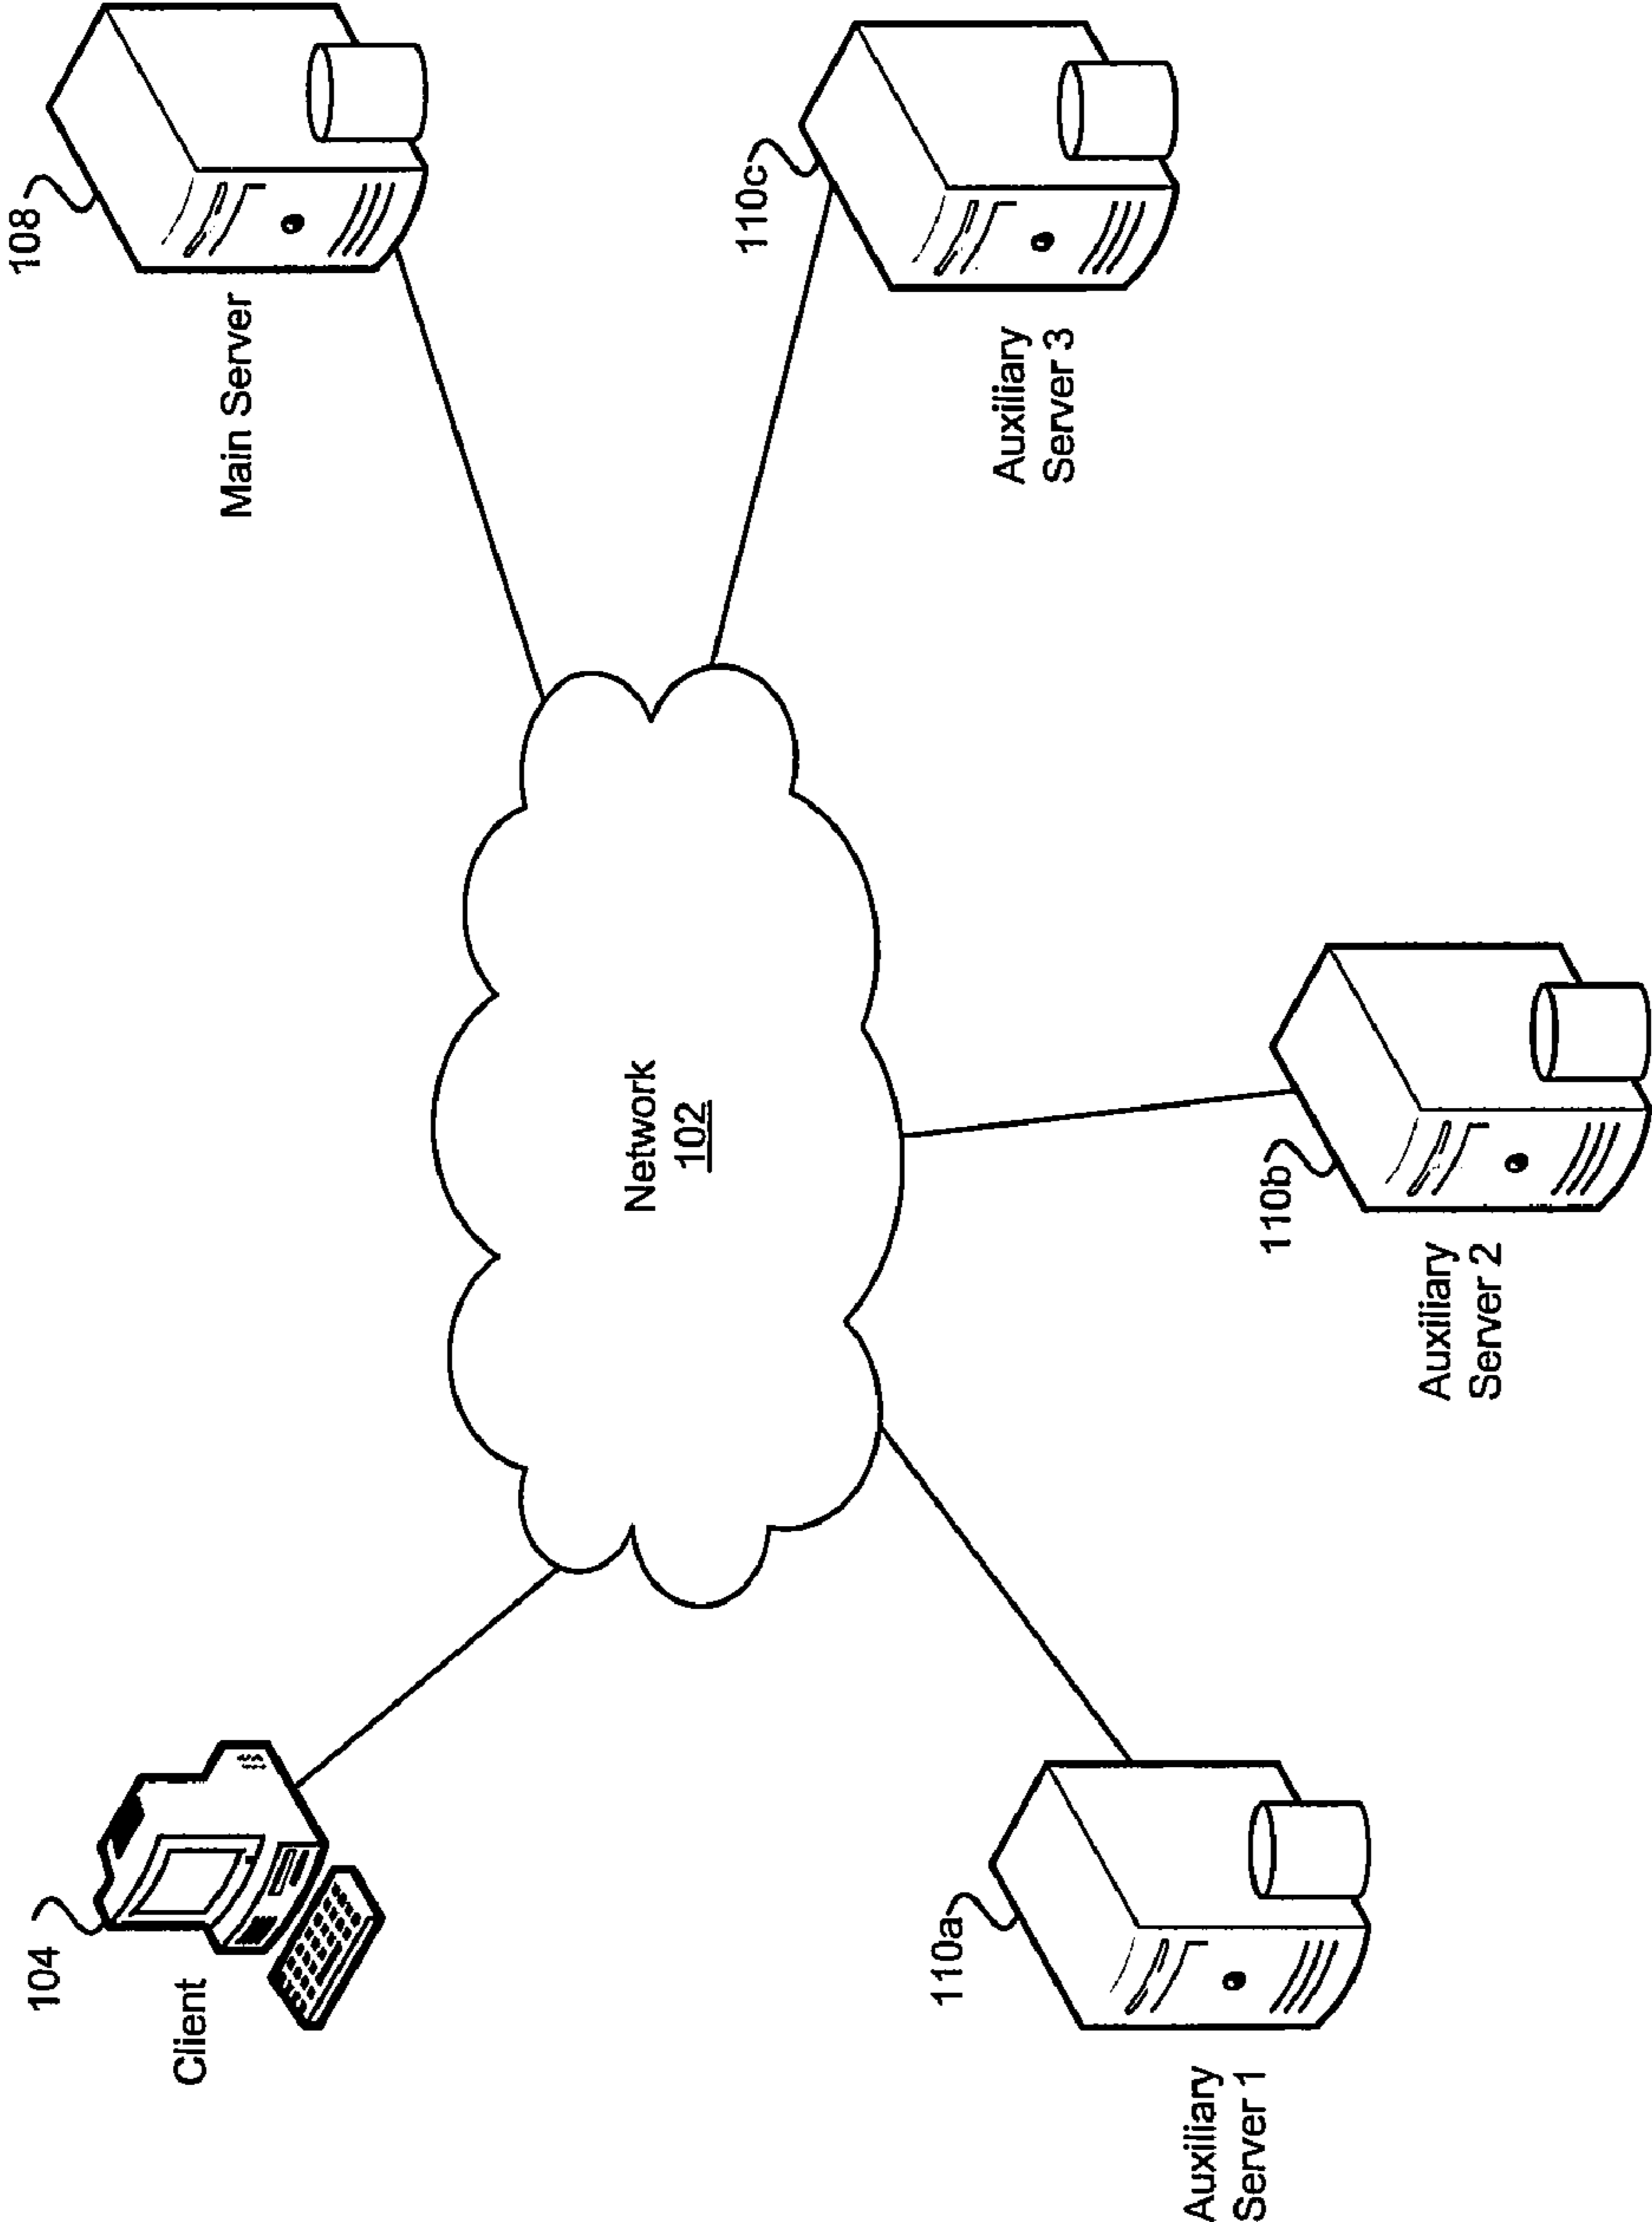 104
Client
108
Main Server
Network
102
110a
Auxiliary
Server 1
110b
Auxiliary
Server 2
110c
Auxiliary
Server 3